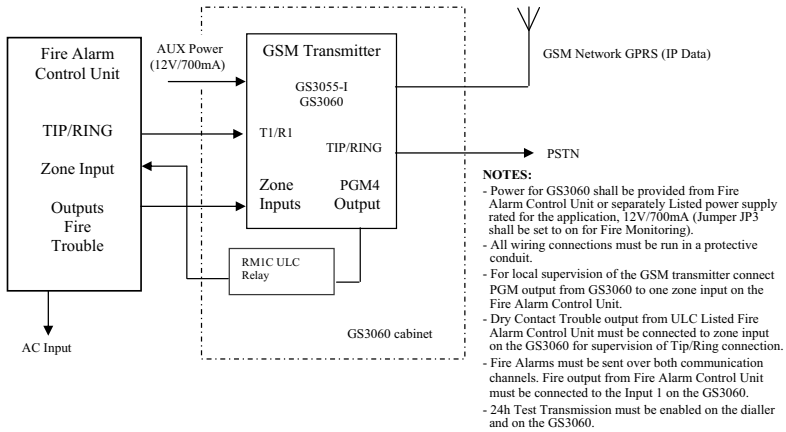 Fire Alarm
Control Unit
TIP/RING
Zone Input
Outputs
Fire
Trouble
AC Input
AUX Power
(12V/700mA)
GSM Transmitter
GS3055-I
GS3060
T1/R1
TIP/RING
Zone
Inputs
PGM4
Output
RM1C ULC
Relay
GS3060 cabinet
GSM Network GPRS (IP Data)
PSTN
NOTES:
- Power for GS3060 shall be provided from Fire
Alarm Control Unit or separately Listed power supply
rated for the application, 12V/700mA (Jumper JP3
shall be set to on for Fire Monitoring).
- All wiring connections must be run in a protective
conduit.
- For local supervision of the GSM transmitter connect
PGM output from GS3060 to one zone input on the
Fire Alarm Control Unit.
- Dry Contact Trouble output from ULC Listed Fire
Alarm Control Unit must be connected to zone input
on the GS3060 for supervision of Tip/Ring connection.
- Fire Alarms must be sent over both communication
channels. Fire output from Fire Alarm Control Unit
must be connected to the Input 1 on the GS3060.
- 24h Test Transmission must be enabled on the dialler
and on the GS3060.